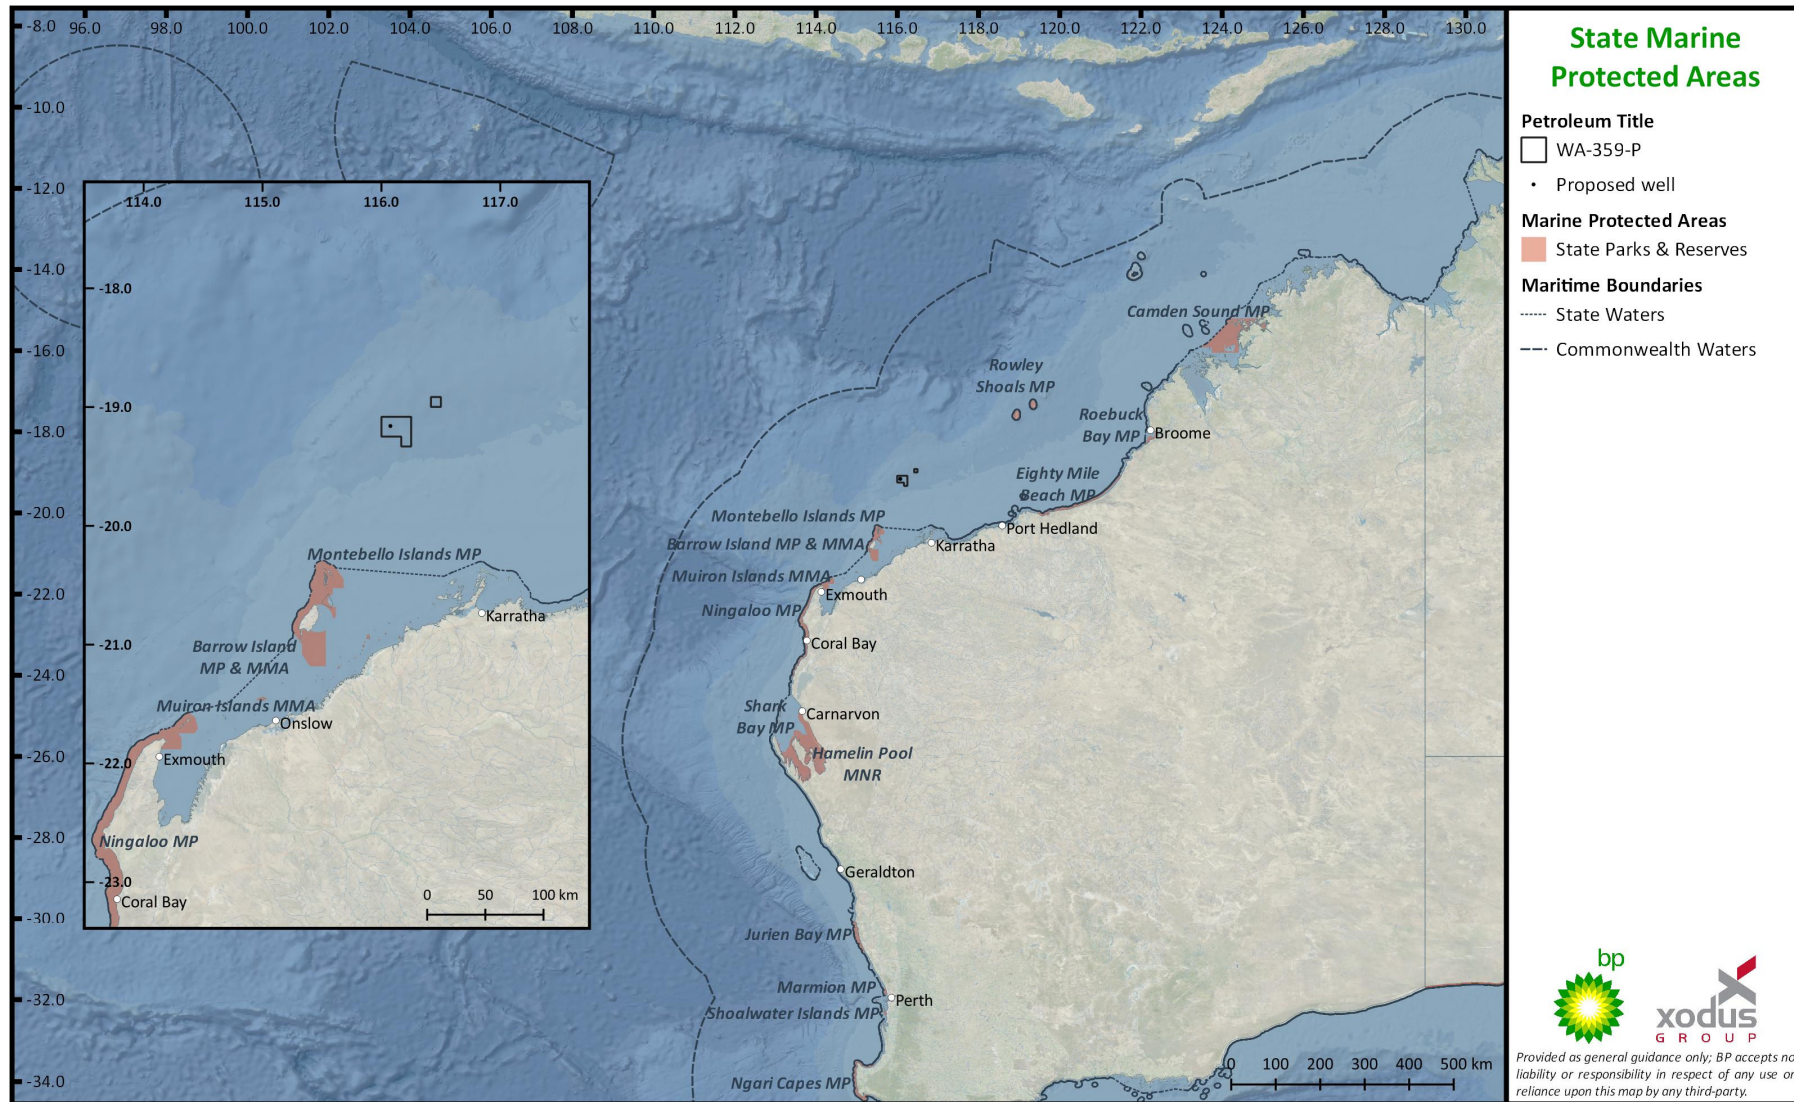 State Marine
Protected Areas
Petroleum Title
WA-359-P
Proposed well
Marine Protected Areas
State Parks & Reserves
Maritime Boundaries
State Waters
Commonwealth Waters
bp
xodus
GROUP
Provided as general guidance only; BP accepts no
liability or responsibility in respect of any use or
reliance upon this map by any third-party.
-8.0 96.0 98.0 100.0 102.0 104.0 106.0 108.0 110.0 112.0 114.0 116.0 118.0 120.0 122.0 124.0 126.0 128.0 130.0
-10.0
-12.0
-14.0
-16.0
-18.0
-20.0
-22.0
-24.0
-26.0
-28.0
-30.0
-32.0
-34.0
114.0 115.0 116.0 117.0
-18.0
-19.0
-20.0
-21.0
-22.0
-23.0
Montebello Islands MP
Karratha
Barrow Island
MP & MMA
Muiron Islands MMA
Onslow
Exmouth
Ningaloo MP
Coral Bay
0 50 100 km
Camden Sound MP
Rowley
Shoals MP
Roebuck
Bay MP
Broome
Eighty Mile
Beach MP
Montebello Islands MP
Port Hedland
Barrow Island MP & MMA
Karratha
Muiron Islands MMA
Exmouth
Ningaloo MP
Coral Bay
Shark
Bay MP
Carnarvon
Hamelin Pool
MNR
Geraldton
Jurien Bay MP
Marmion MP
Perth
Shoalwater Islands MP
Ngari Capes MP
0 100 200 300 400 500 km